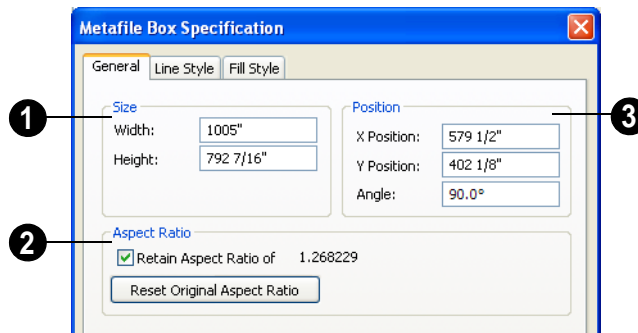 Metafile Box Specification
General Line Style Fill Style
1 Size
Width: 1005"
Height: 792 7/16"
Position 3
X Position: 579 1/2"
Y Position: 402 1/8"
Angle: 90.0°
2 Aspect Ratio
Retain Aspect Ratio of 1.268229
Reset Original Aspect Ratio